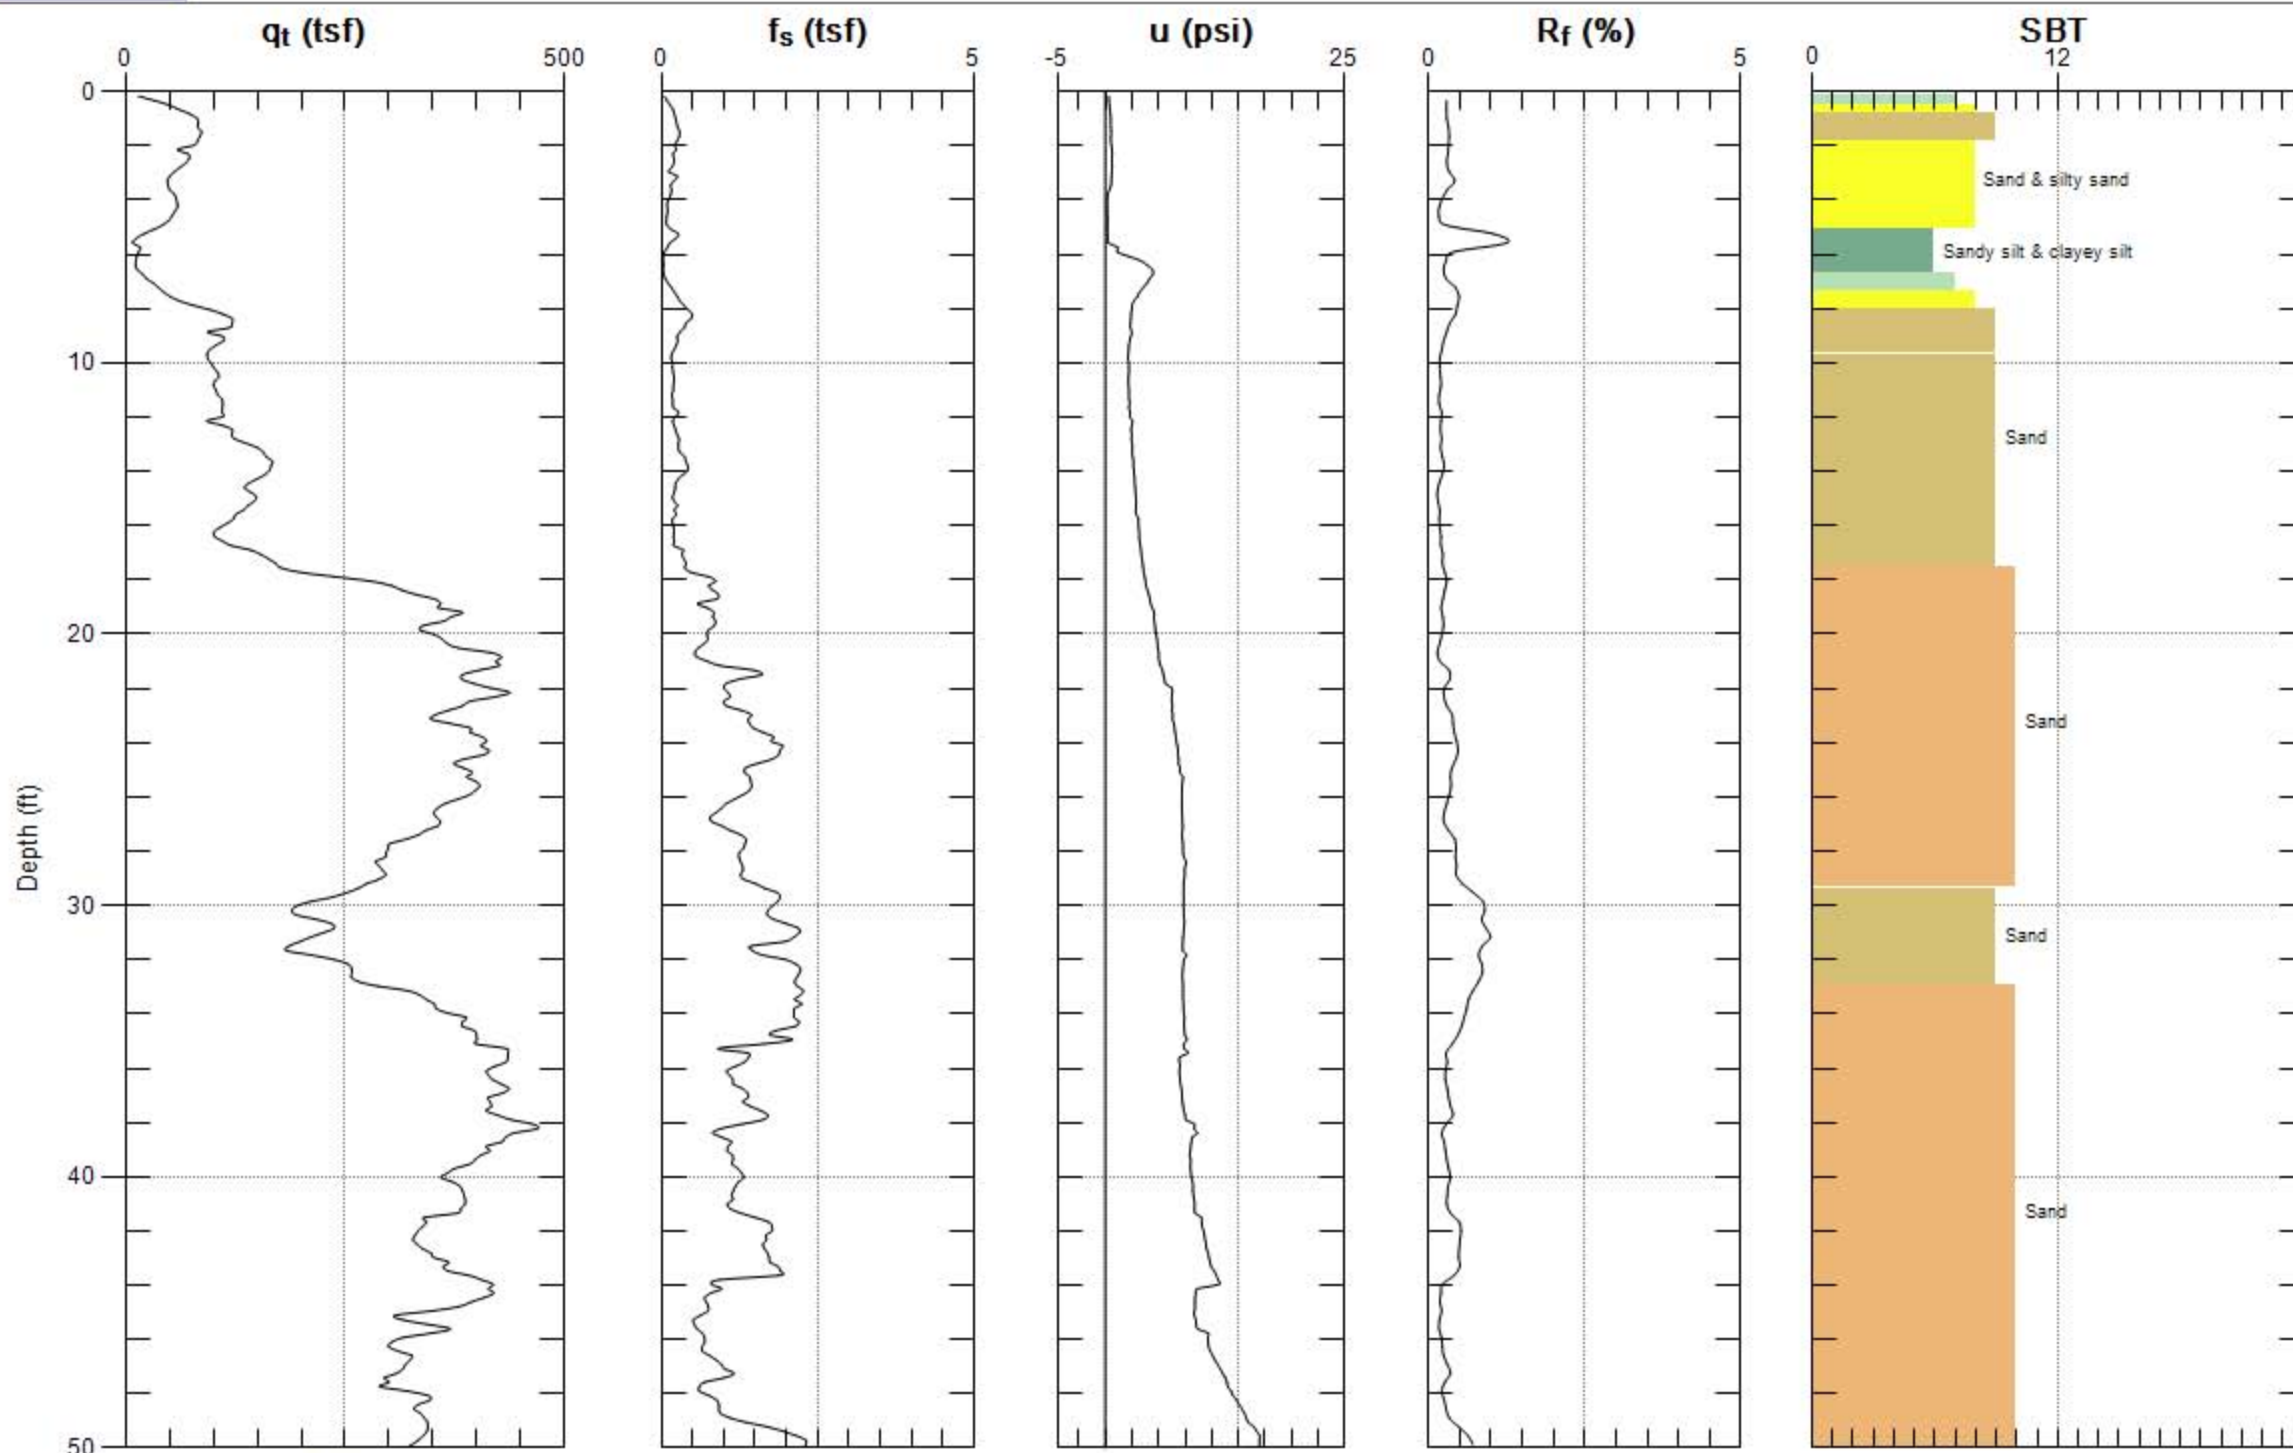 qt (tsf)
fs (tsf)
u (psi)
Rf (%)
SBT
0 500
0 5
-5 25
0 5
0 12
0
10
20
30
40
50
Depth (ft)
Sand & silty sand
Sandy silt & clayey silt
Sand
Sand
Sand
Sand